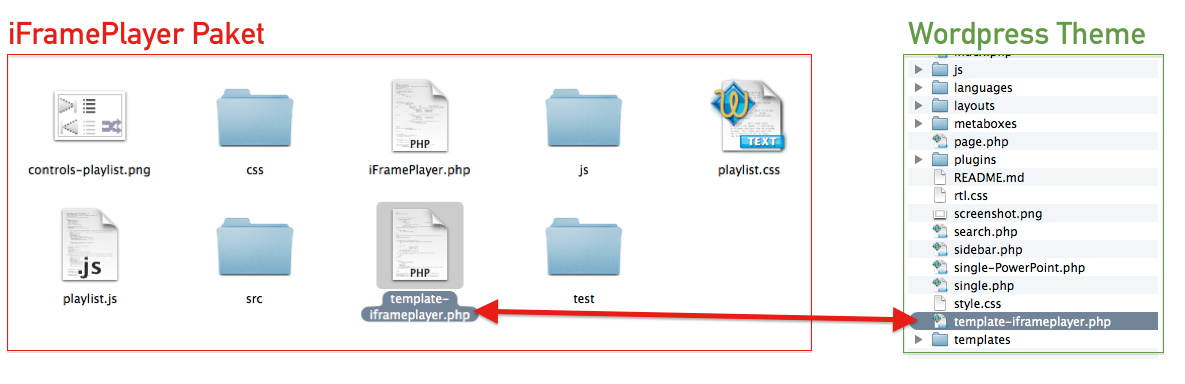 iFramePlayer Paket
Wordpress Theme
PHP
TEXT
controls-playlist.png
css
iFramePlayer.php
js
playlist.css
.js
PHP
playlist.js
src
template-
iframeplayer.php
test
js
languages
layouts
metaboxes
page.php
plugins
README.md
rtl.css
screenshot.png
search.php
sidebar.php
single-PowerPoint.php
single.php
style.css
template-iframeplayer.php
templates